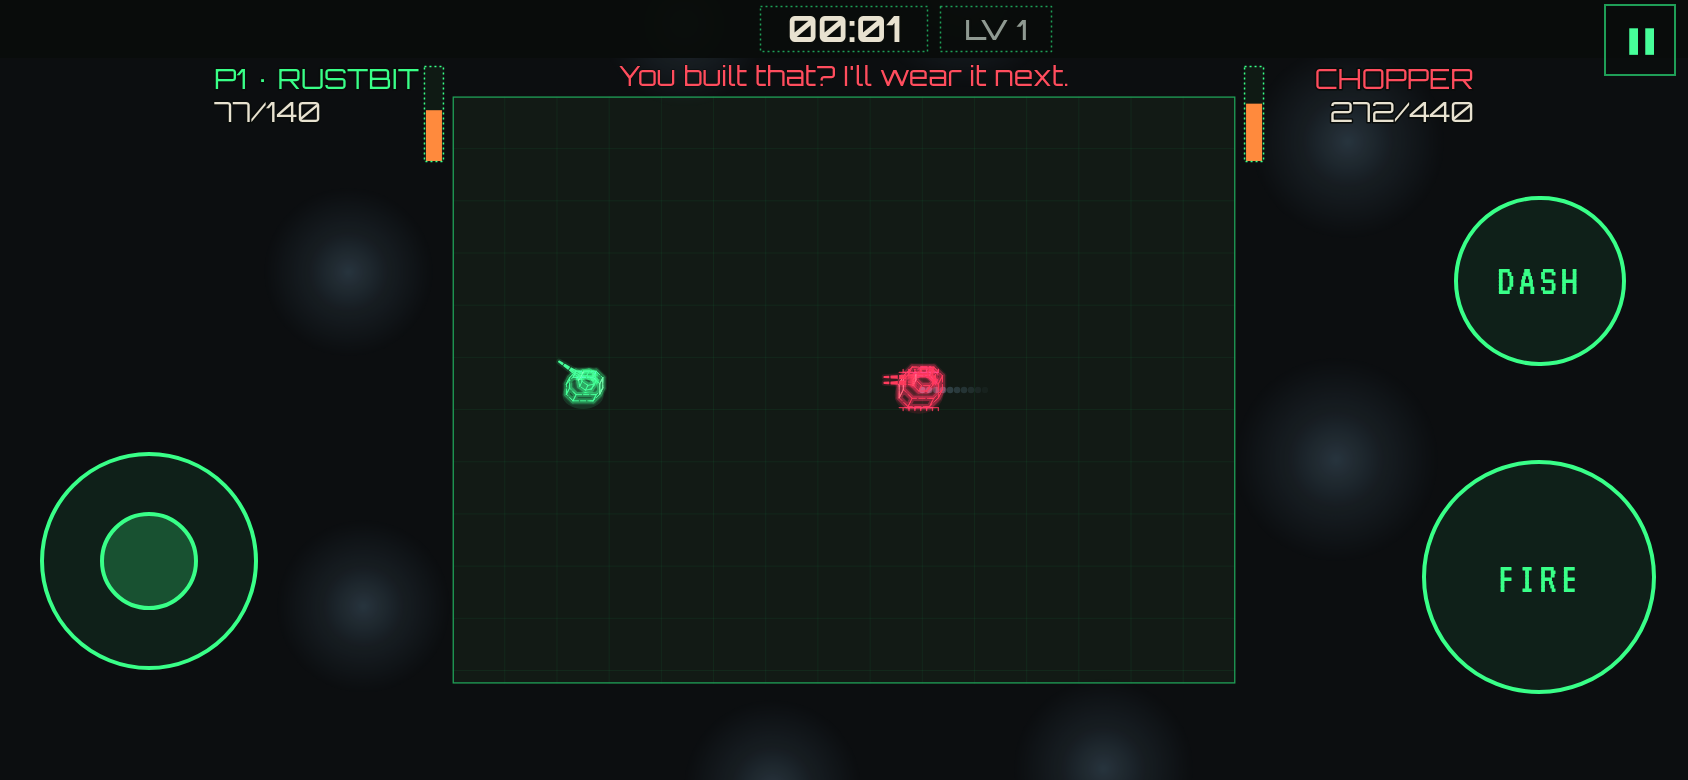 00:01
LV 1
You built that? I'll wear it next.
P1 · RUSTBIT
77/140
CHOPPER
272/440
DASH
FIRE